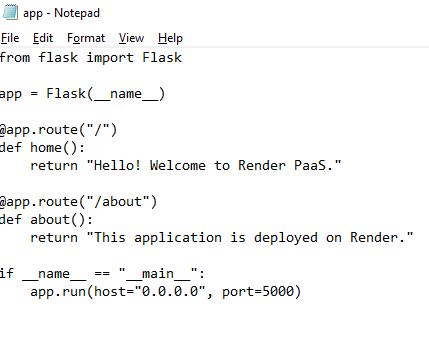 app - Notepad
File Edit Format View Help
from flask import Flask

app = Flask(__name__)

@app.route("/")
def home():
    return "Hello! Welcome to Render PaaS."

@app.route("/about")
def about():
    return "This application is deployed on Render."

if __name__ == "__main__":
    app.run(host="0.0.0.0", port=5000)